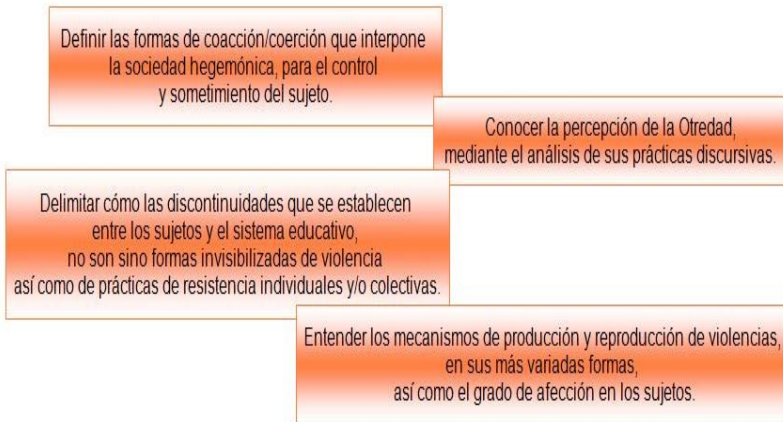 Definir las formas de coacción/coerción que interpone
la sociedad hegemónica, para el control
y sometimiento del sujeto.
Conocer la percepción de la Otredad,
mediante el análisis de sus prácticas discursivas.
Delimitar cómo las discontinuidades que se establecen
entre los sujetos y el sistema educativo,
no son sino formas invisibilizadas de violencia
así como de prácticas de resistencia individuales y/o colectivas.
Entender los mecanismos de producción y reproducción de violencias,
en sus más variadas formas,
así como el grado de afección en los sujetos.